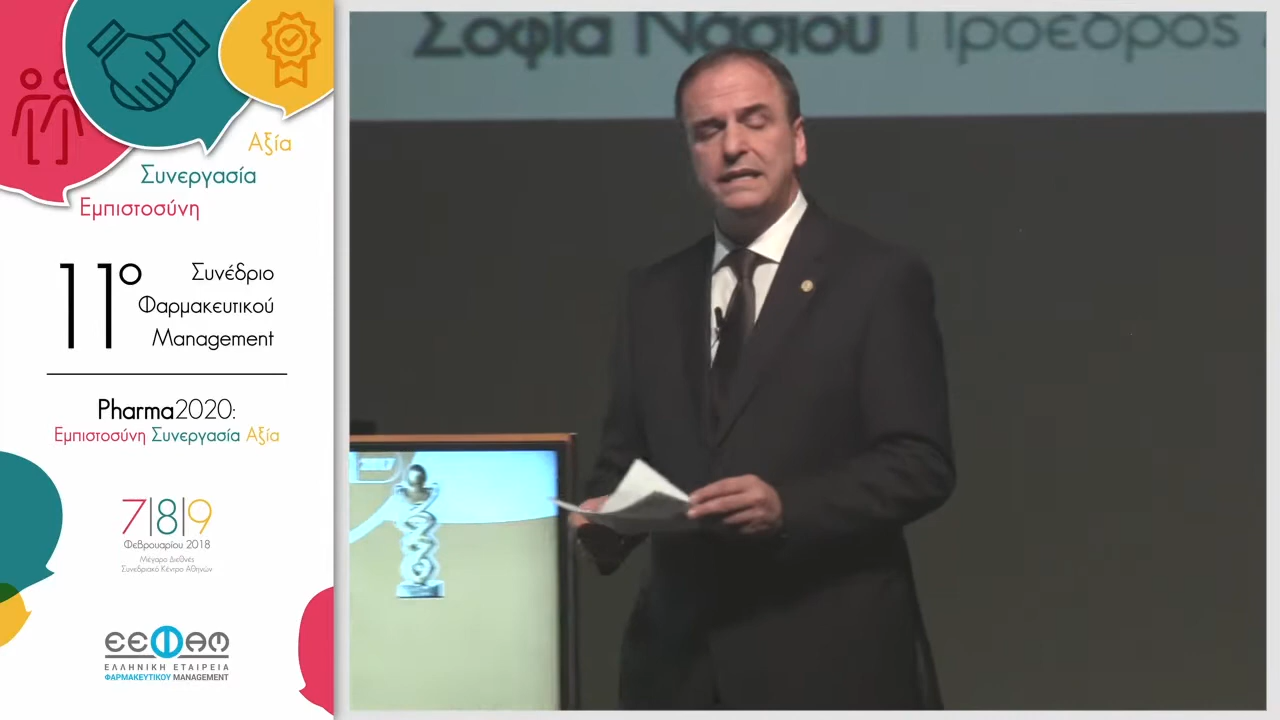 Αξία
Συνεργασία
Εμπιστοσύνη
11º
Συνέδριο
Φαρμακευτικού
Management
Pharma2020:
Εμπιστοσύνη Συνεργασία Αξία
7|8|9
Φεβρουαρίου 2018
Μέγαρο Διεθνές
Συνεδριακό Κέντρο Αθηνών
ΕΕΦΑΜ
ΕΛΛΗΝΙΚΗ ΕΤΑΙΡΕΙΑ
ΦΑΡΜΑΚΕΥΤΙΚΟΥ MANAGEMENT
Σοφία Νάσιου Πρόεδρος